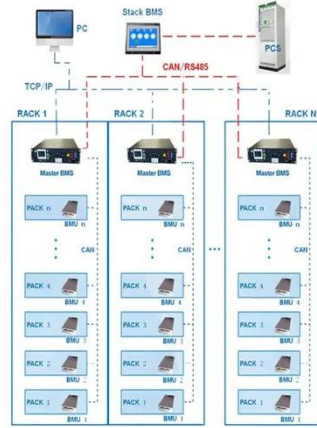 PC
Stack BMS
PCS
CAN/RS485
TCP/IP
RACK 1
RACK 2
RACK N
Master BMS
Master BMS
Master BMS
PACK n
BMU n
PACK n
BMU n
PACK n
BMU n
CAN
CAN
...
CAN
PACK 4
BMU 4
PACK 4
BMU 4
PACK 4
BMU 4
PACK 3
BMU 3
PACK 3
BMU 3
PACK 3
BMU 3
PACK 2
BMU 2
PACK 2
BMU 2
PACK 2
BMU 2
PACK 1
BMU 1
PACK 1
BMU 1
PACK 1
BMU 1